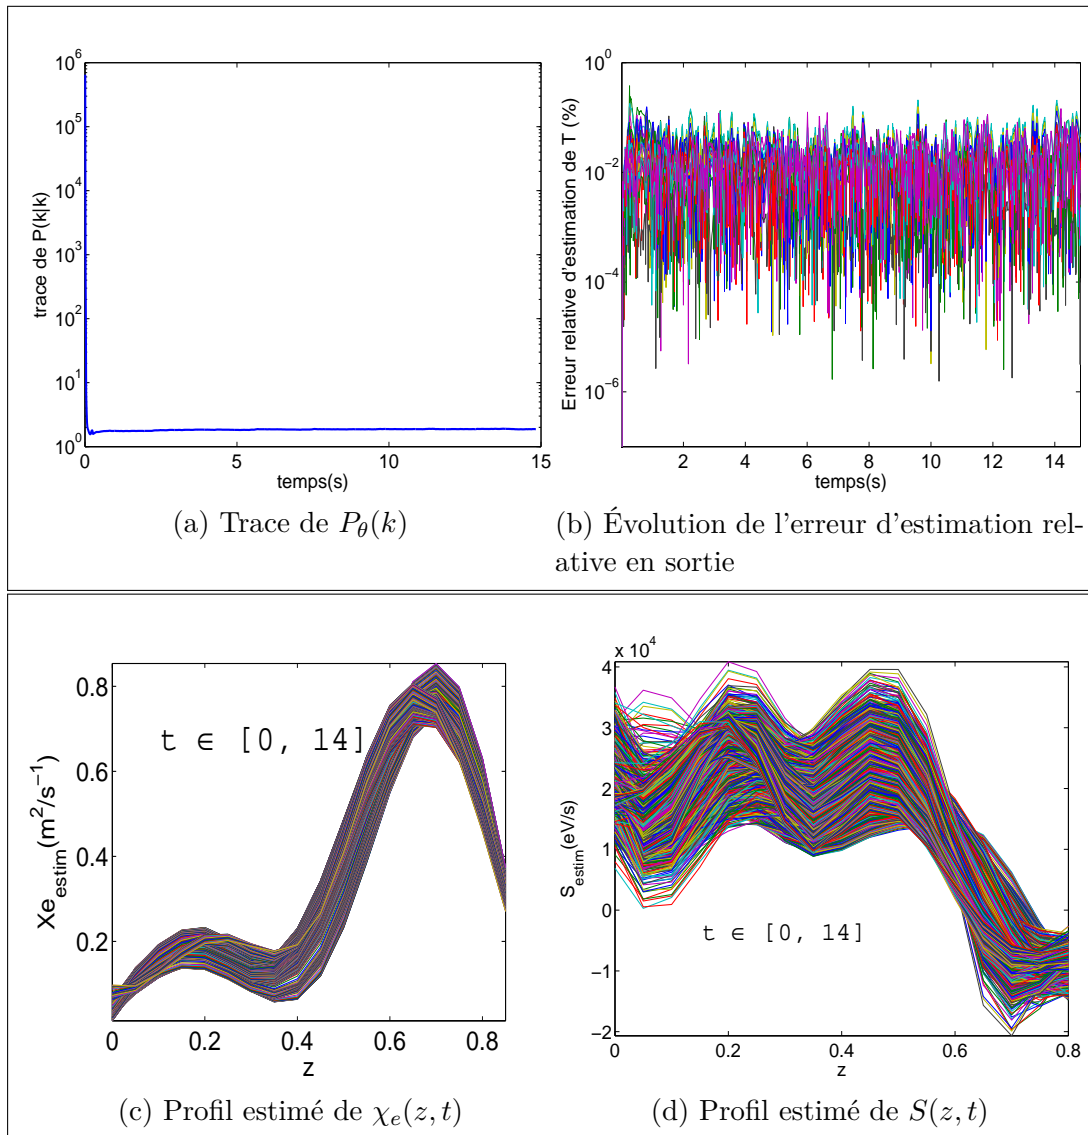 10^6
10^5
10^4
10^3
10^2
10^1
10^0
trace de P(k|k)
0 5 10 15
temps(s)
(a) Trace de P_θ(k)
10^0
10^−2
10^−4
10^−6
Erreur relative d'estimation de T (%)
2 4 6 8 10 12 14
temps(s)
(b) Évolution de l'erreur d'estimation rel-
ative en sortie
0.8
0.6
0.4
0.2
Xe_estim(m^2/s^−1)
t ∈ [0, 14]
0 0.2 0.4 0.6 0.8
z
(c) Profil estimé de χ_e(z, t)
x 10^4
4
3
2
1
0
−1
−2
S_estim(eV/s)
t ∈ [0, 14]
0 0.2 0.4 0.6 0.8
z
(d) Profil estimé de S(z, t)